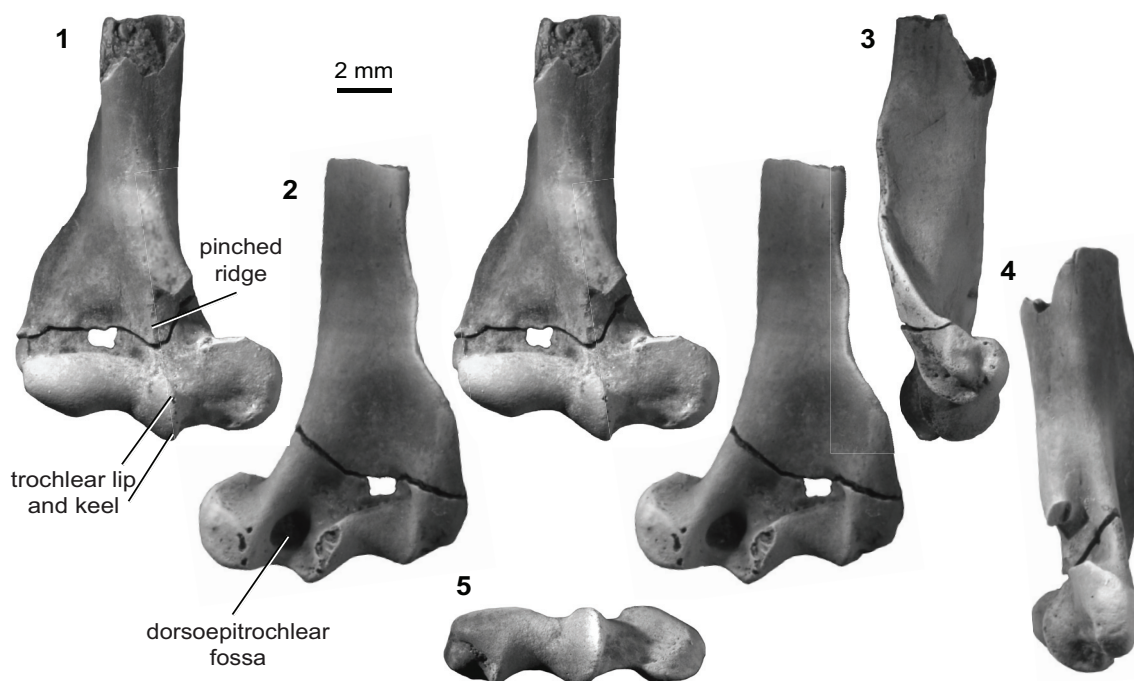 1
2 mm
3
2
pinched
ridge
4
trochlear lip
and keel
5
dorsoepitrochlear
fossa